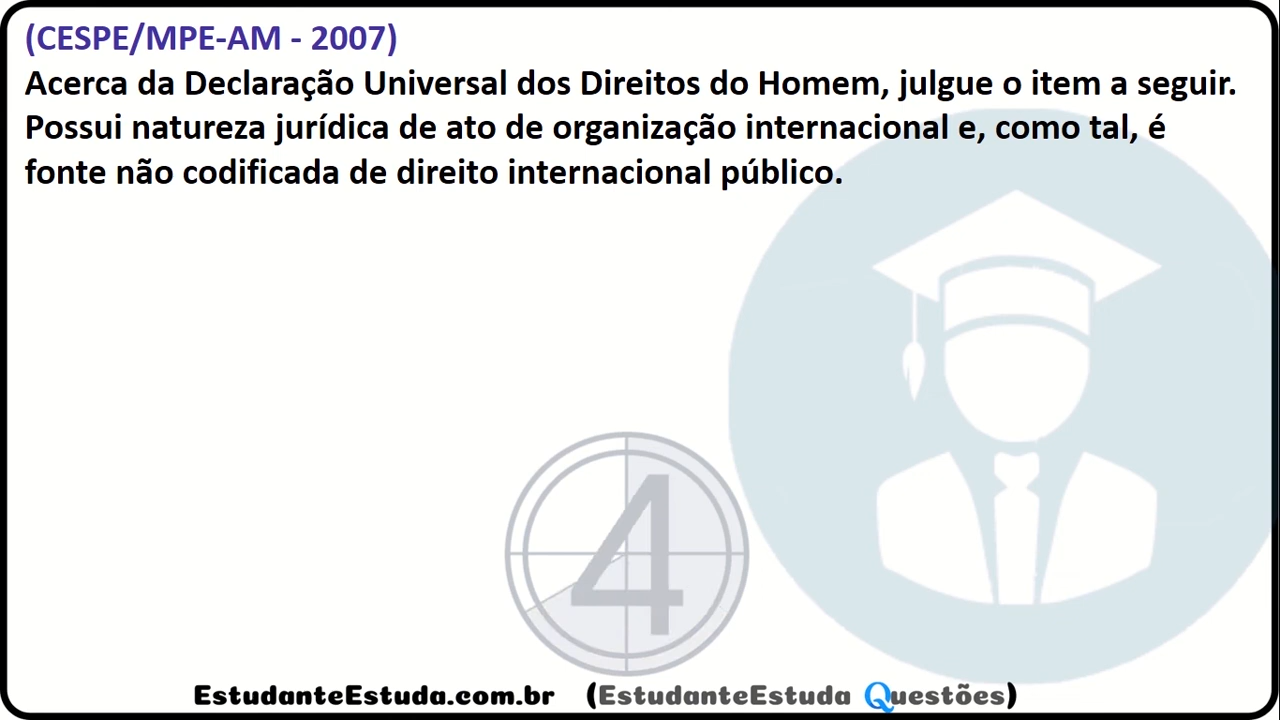 (CESPE/MPE-AM - 2007)
Acerca da Declaração Universal dos Direitos do Homem, julgue o item a seguir.
Possui natureza jurídica de ato de organização internacional e, como tal, é
fonte não codificada de direito internacional público.
4
EstudanteEstuda.com.br (EstudanteEstuda Questões)